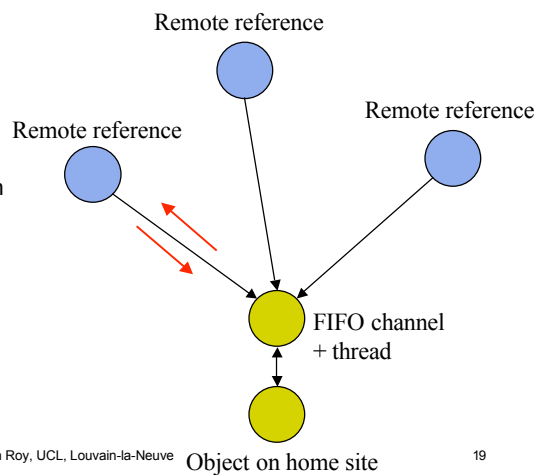 Remote reference
Remote reference
Remote reference
n
FIFO channel
+ thread
n Roy, UCL, Louvain-la-Neuve
Object on home site
19